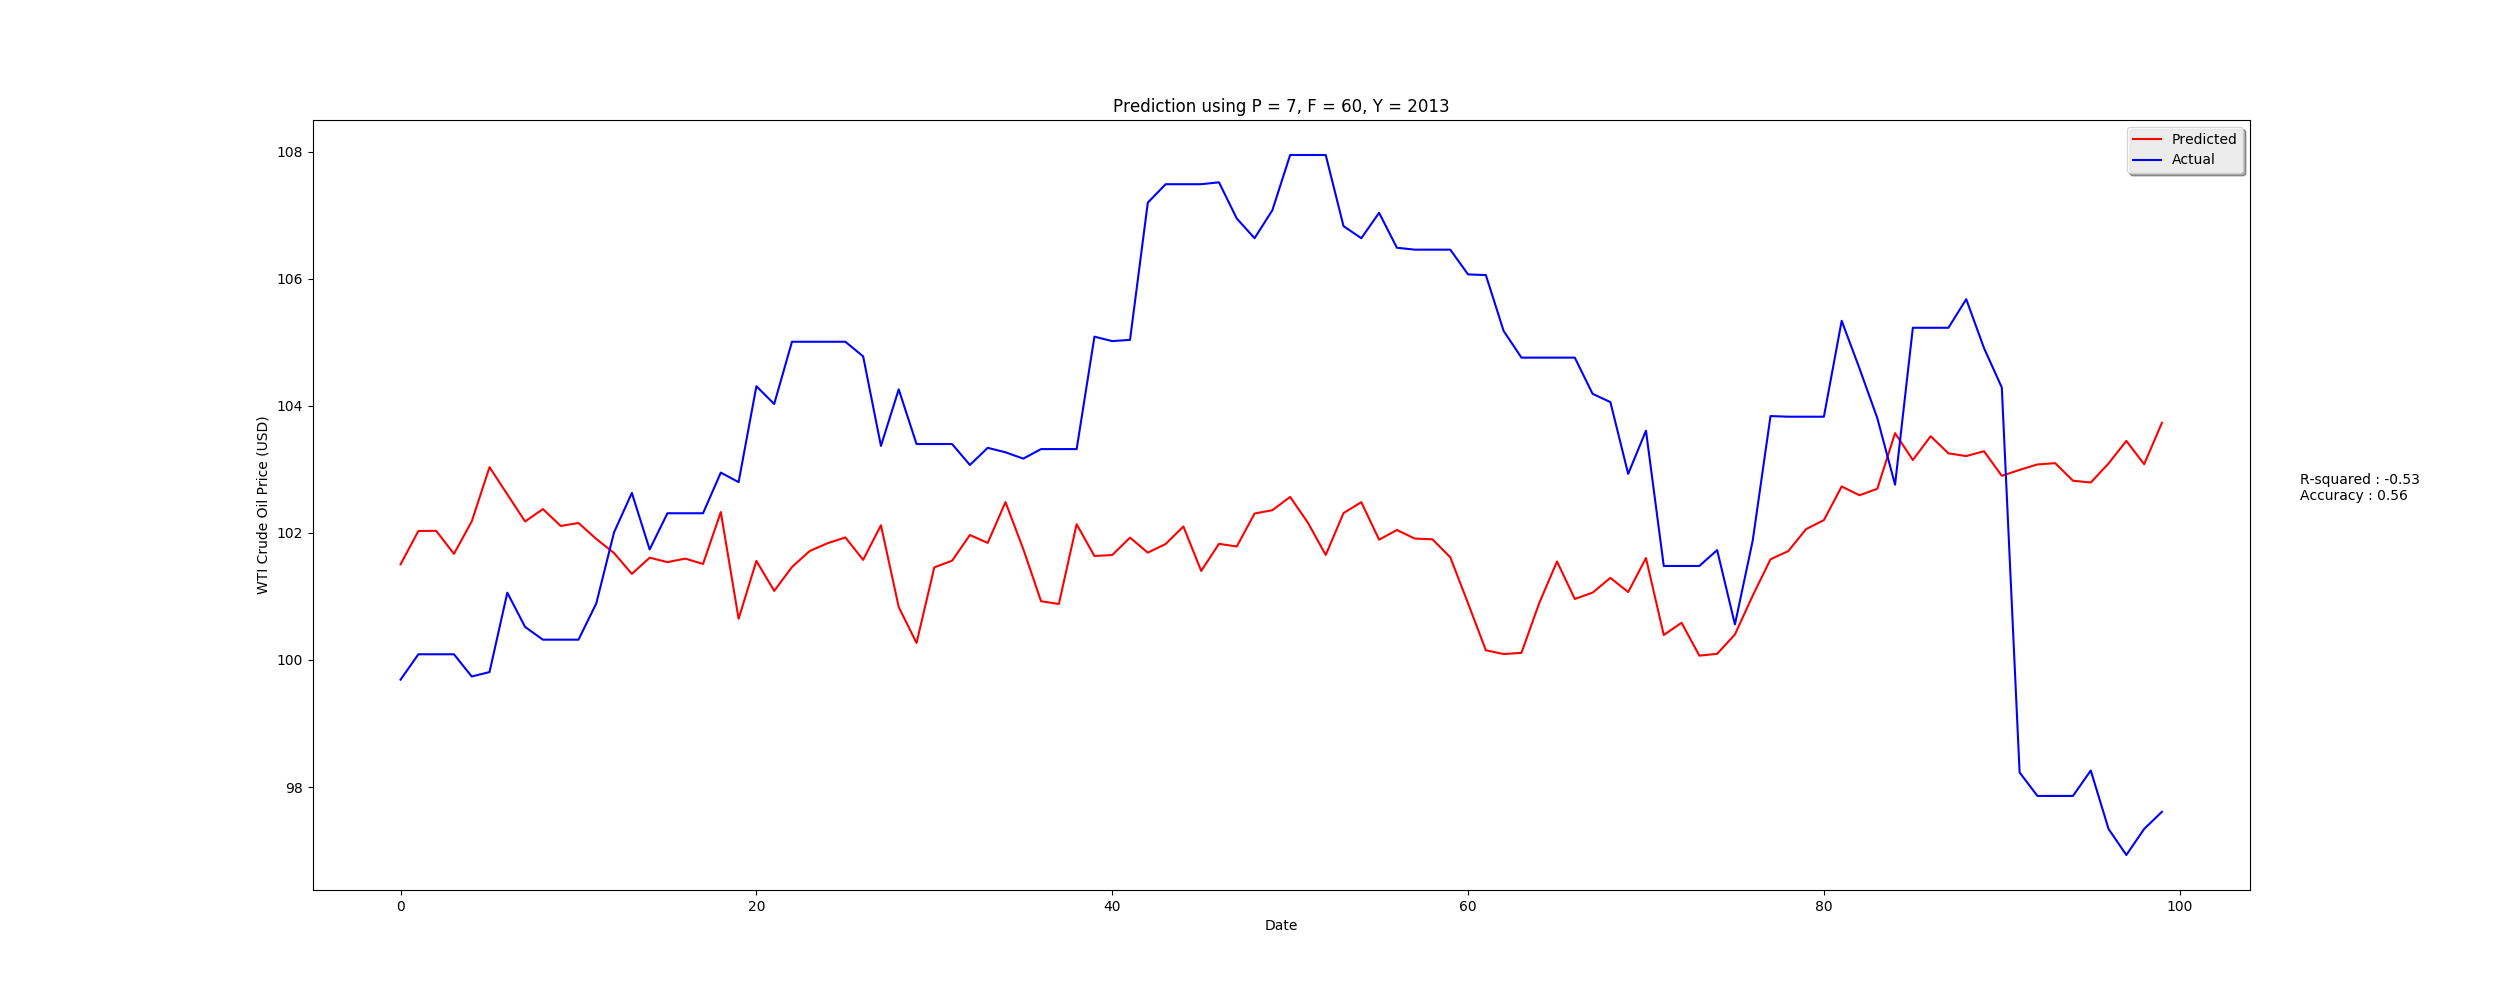 Prediction using P = 7, F = 60, Y = 2013
Predicted
Actual
108
106
104
102
100
98
WTI Crude Oil Price (USD)
R-squared : -0.53
Accuracy : 0.56
0 20 40 60 80 100
Date